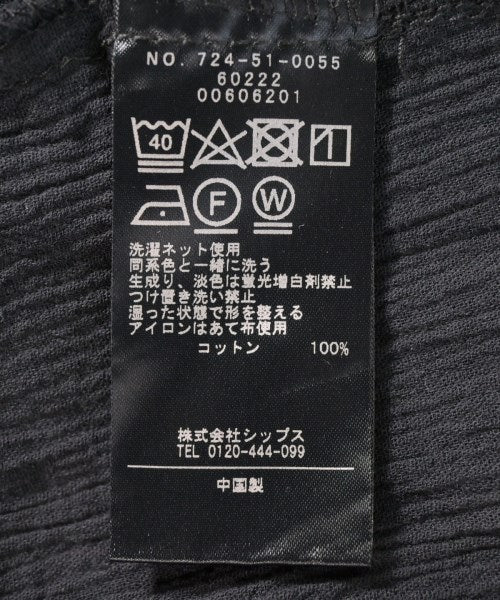 NO. 724-51-0055
60222
00606201
40
F W
洗濯ネット使用
同系色と一緒に洗う
生成り、淡色は蛍光増白剤禁止
つけ置き洗い禁止
湿った状態で形を整える
アイロンはあて布使用
コットン 100%
株式会社シップス
TEL 0120-444-099
中国製